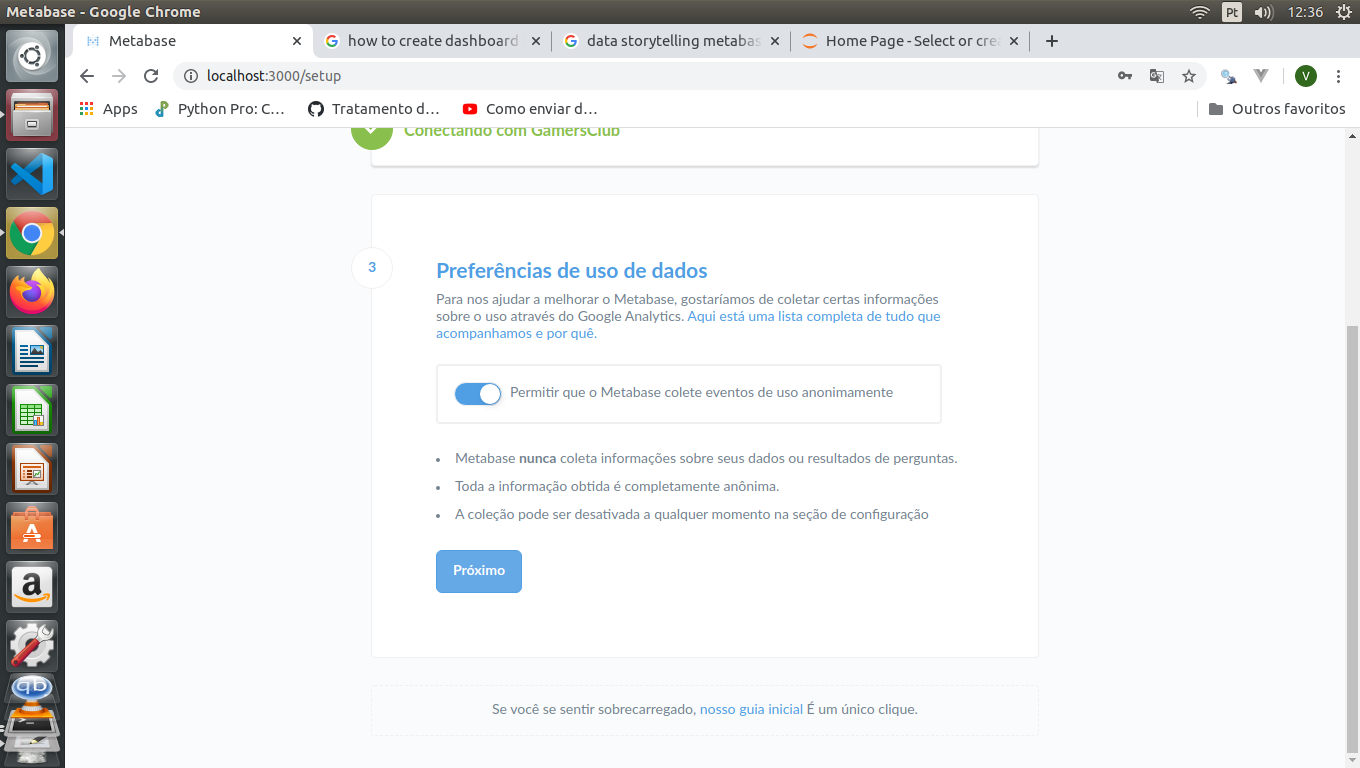 Metabase - Google Chrome
Pt
12:36
Metabase
how to create dashboard
data storytelling metabas
Home Page - Select or crea
localhost:3000/setup
V
Apps
Python Pro: C...
Tratamento d...
Como enviar d...
Outros favoritos
Conectando com GamersClub
3
Preferências de uso de dados
Para nos ajudar a melhorar o Metabase, gostaríamos de coletar certas informações
sobre o uso através do Google Analytics. Aqui está uma lista completa de tudo que
acompanhamos e por quê.
Permitir que o Metabase colete eventos de uso anonimamente
Metabase nunca coleta informações sobre seus dados ou resultados de perguntas.
Toda a informação obtida é completamente anônima.
A coleção pode ser desativada a qualquer momento na seção de configuração
Próximo
Se você se sentir sobrecarregado, nosso guia inicial É um único clique.